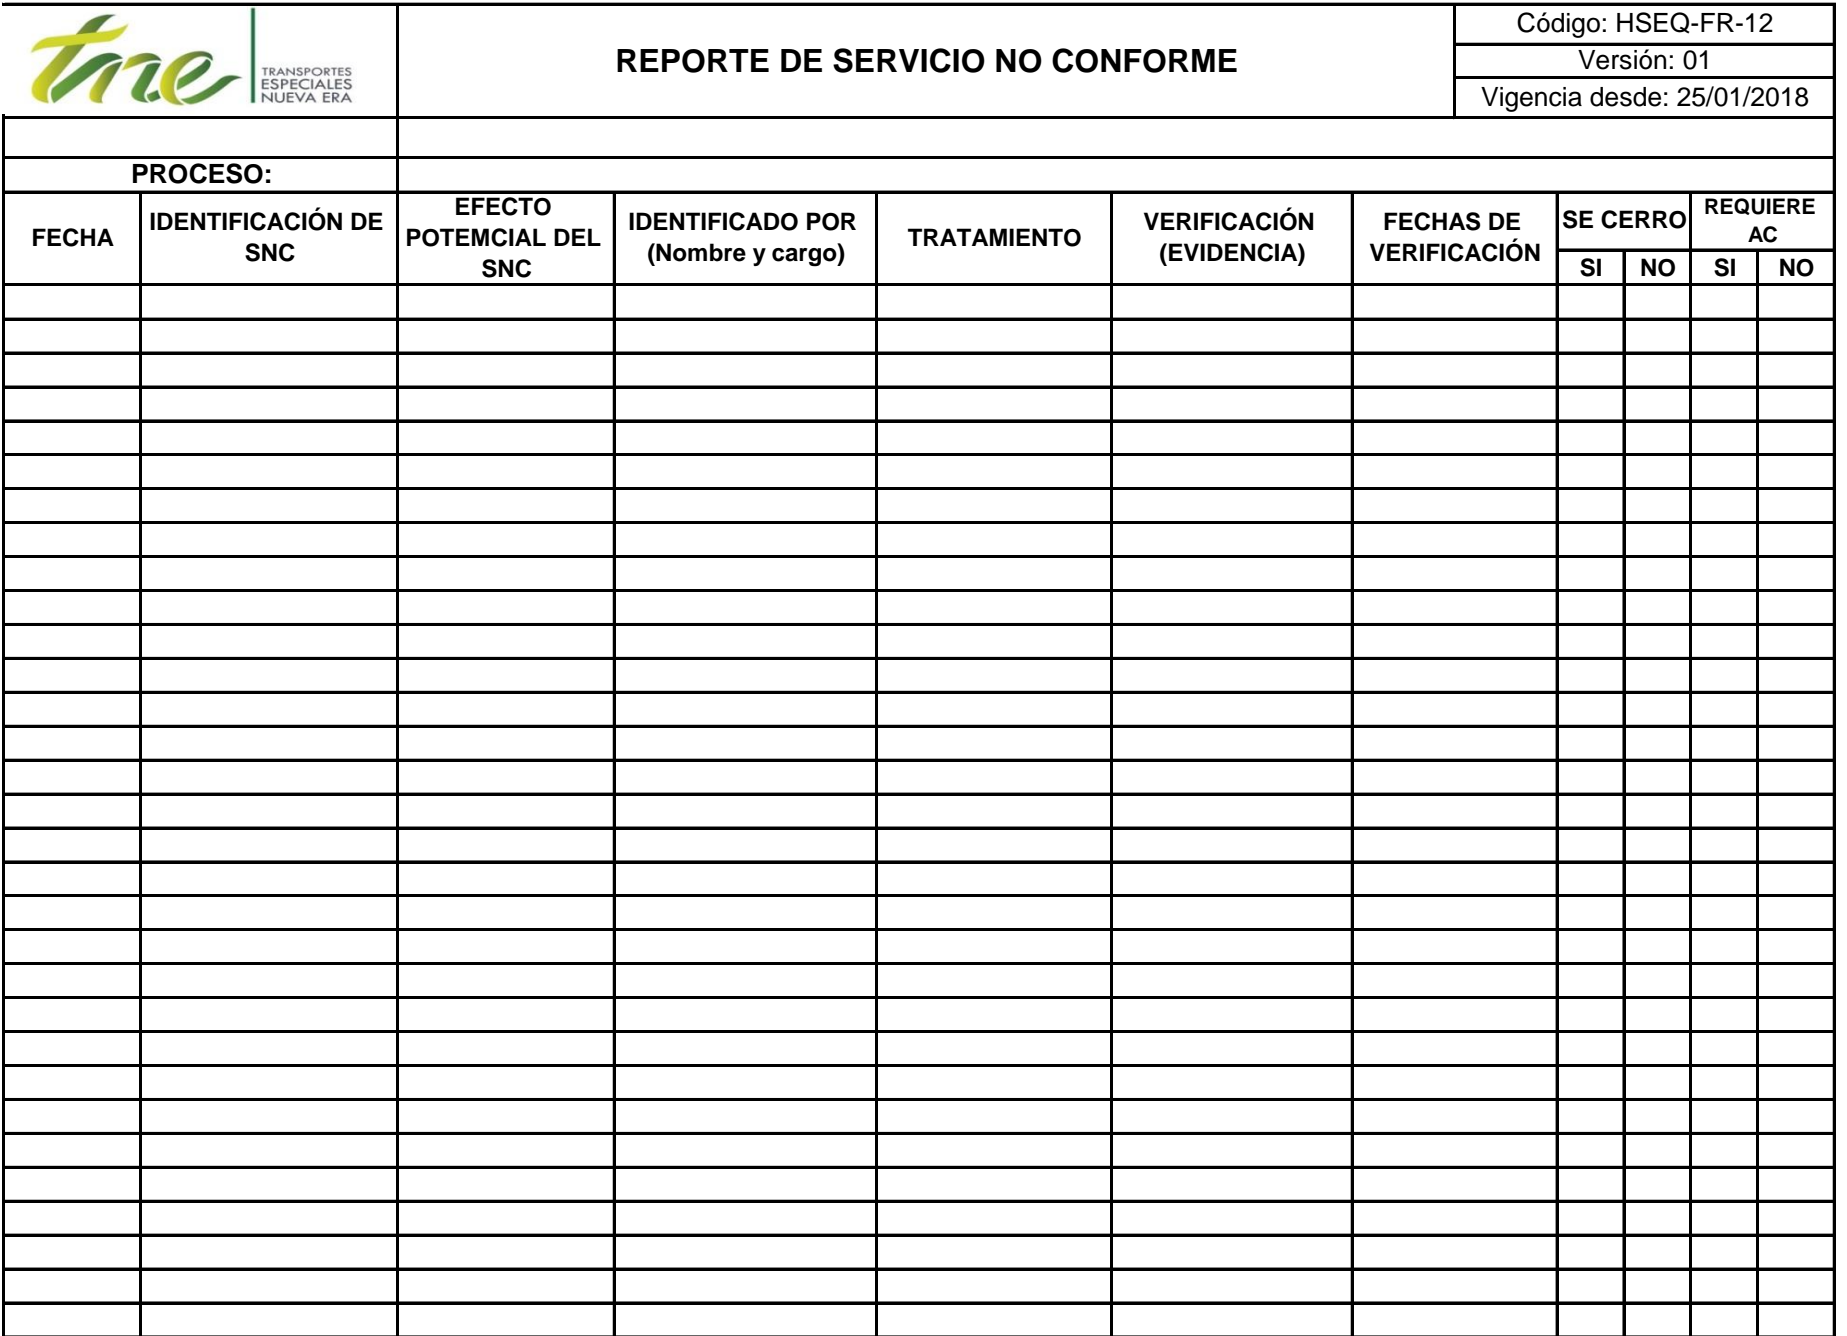 tne
TRANSPORTES
ESPECIALES
NUEVA ERA
REPORTE DE SERVICIO NO CONFORME
Código: HSEQ-FR-12
Versión: 01
Vigencia desde: 25/01/2018
PROCESO:
FECHA
IDENTIFICACIÓN DE
SNC
EFECTO
POTEMCIAL DEL
SNC
IDENTIFICADO POR
(Nombre y cargo)
TRATAMIENTO
VERIFICACIÓN
(EVIDENCIA)
FECHAS DE
VERIFICACIÓN
SE CERRO
SI NO
REQUIERE
AC
SI NO